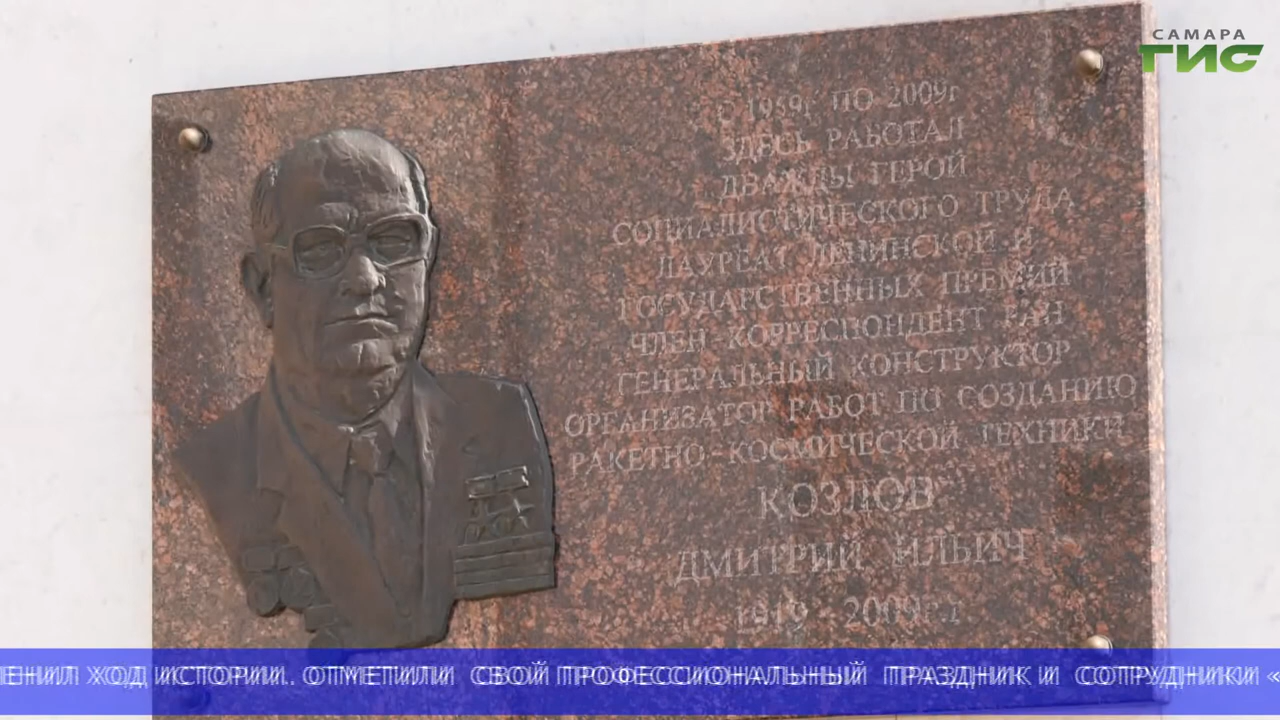 САМАРА
ГИС
С 1959г ПО 2009г
ЗДЕСЬ РАБОТАЛ
ДВАЖДЫ ГЕРОЙ
СОЦИАЛИСТИЧЕСКОГО ТРУДА
ЛАУРЕАТ ЛЕНИНСКОЙ И
ГОСУДАРСТВЕННЫХ ПРЕМИЙ
ЧЛЕН-КОРРЕСПОНДЕНТ РАН
ГЕНЕРАЛЬНЫЙ КОНСТРУКТОР
ОРГАНИЗАТОР РАБОТ ПО СОЗДАНИЮ
РАКЕТНО-КОСМИЧЕСКОЙ ТЕХНИКИ
КОЗЛОВ
ДМИТРИЙ ИЛЬИЧ
1919 - 2009г.г
ХОД ИСТОРИИ. ОТМЕТИЛИ СВОЙ ПРОФЕССИОНАЛЬНЫЙ ПРАЗДНИК И СОТРУДНИКИ «